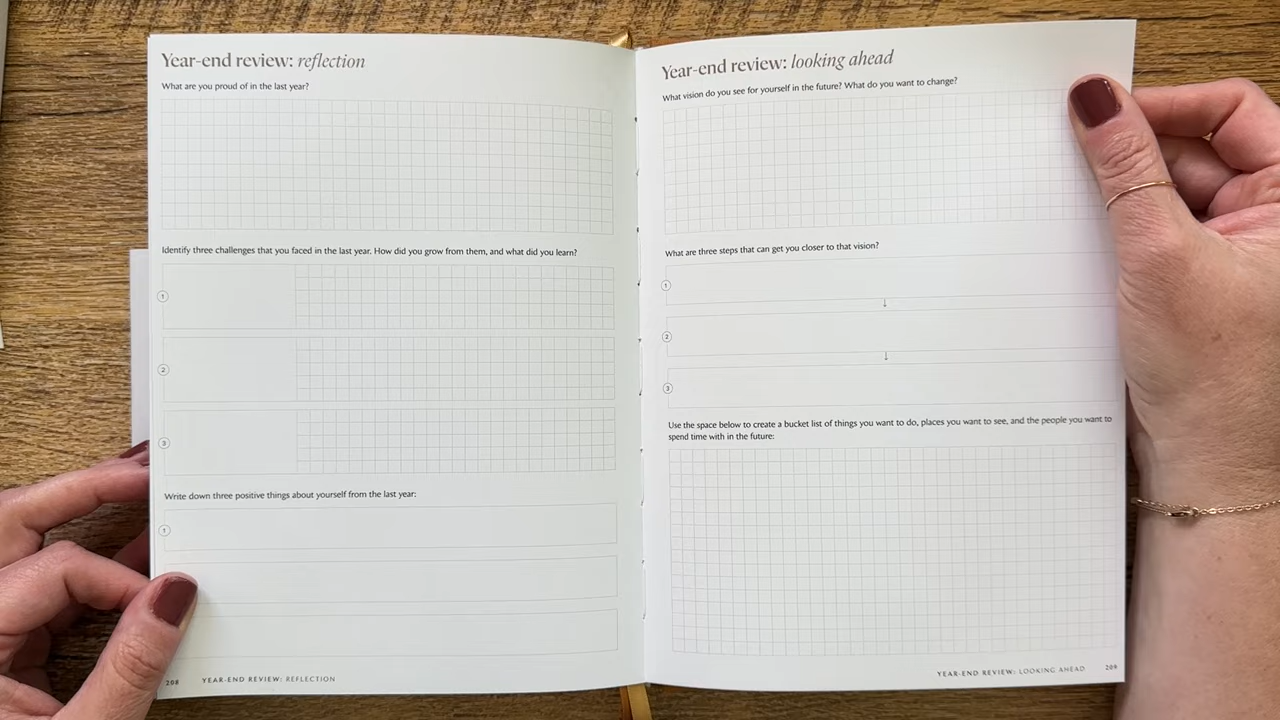 Year-end review: reflection
What are you proud of in the last year?
Identify three challenges that you faced in the last year. How did you grow from them, and what did you learn?
1
2
3
Write down three positive things about yourself from the last year:
1
208 YEAR-END REVIEW: REFLECTION
Year-end review: looking ahead
What vision do you see for yourself in the future? What do you want to change?
What are three steps that can get you closer to that vision?
1
↓
2
↓
3
Use the space below to create a bucket list of things you want to do, places you want to see, and the people you want to
spend time with in the future:
YEAR-END REVIEW: LOOKING AHEAD 209